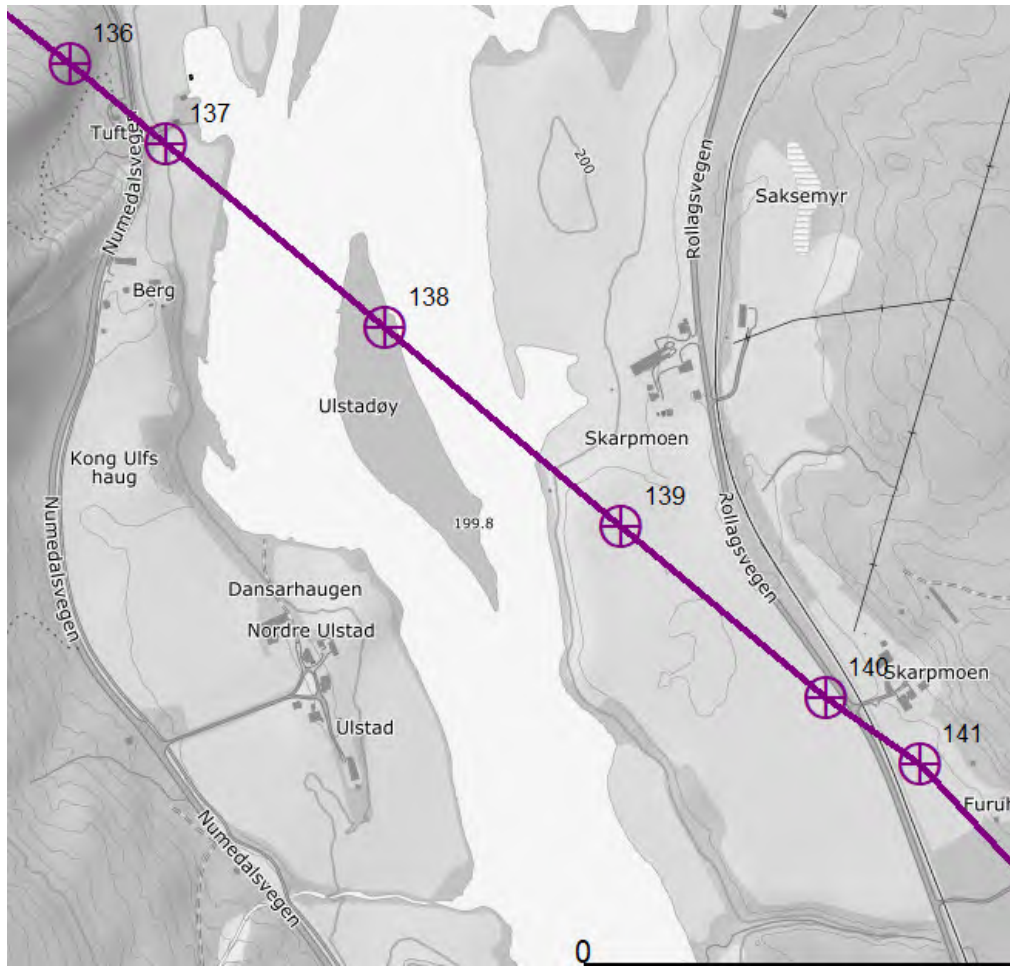 136
137
Tuft
Numedalsvegen
200
Rollagsvegen
Saksemyr
Berg
138
Ulstadøy
Skarpmoen
Kong Ulfs
haug
199.8
139
Rollagsvegen
Numedalsvegen
Dansarhaugen
Nordre Ulstad
140
Skarpmoen
Ulstad
141
Furuh
Numedalsvegen
0